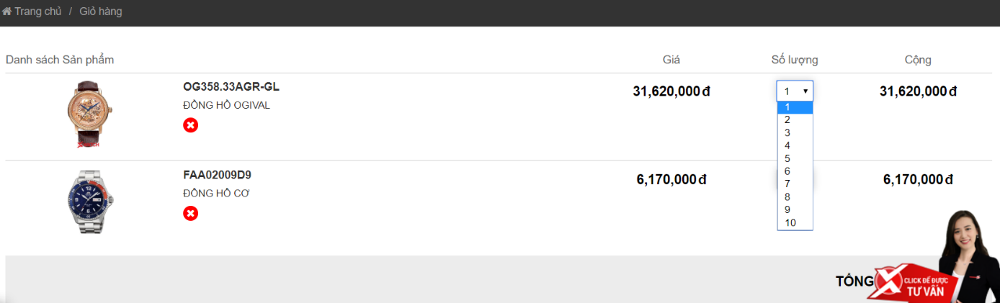 Trang chủ / Giỏ hàng
Danh sách Sản phẩm Giá Số lượng Cộng
OG358.33AGR-GL 31,620,000 đ 1 31,620,000 đ
ĐỒNG HỒ OGIVAL
1
2
3
4
5
6
7
8
9
10
FAA02009D9 6,170,000 đ 6,170,000 đ
ĐỒNG HỒ CƠ
TỔNG
CLICK ĐỂ ĐƯỢC
TƯ VẤN